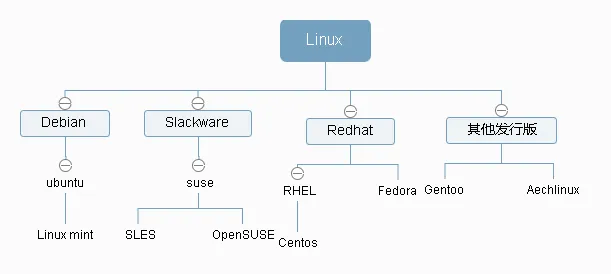 Linux
Debian
Slackware
Redhat
其他发行版
ubuntu
suse
RHEL
Fedora
Gentoo
Aechlinux
Linux mint
SLES
OpenSUSE
Centos